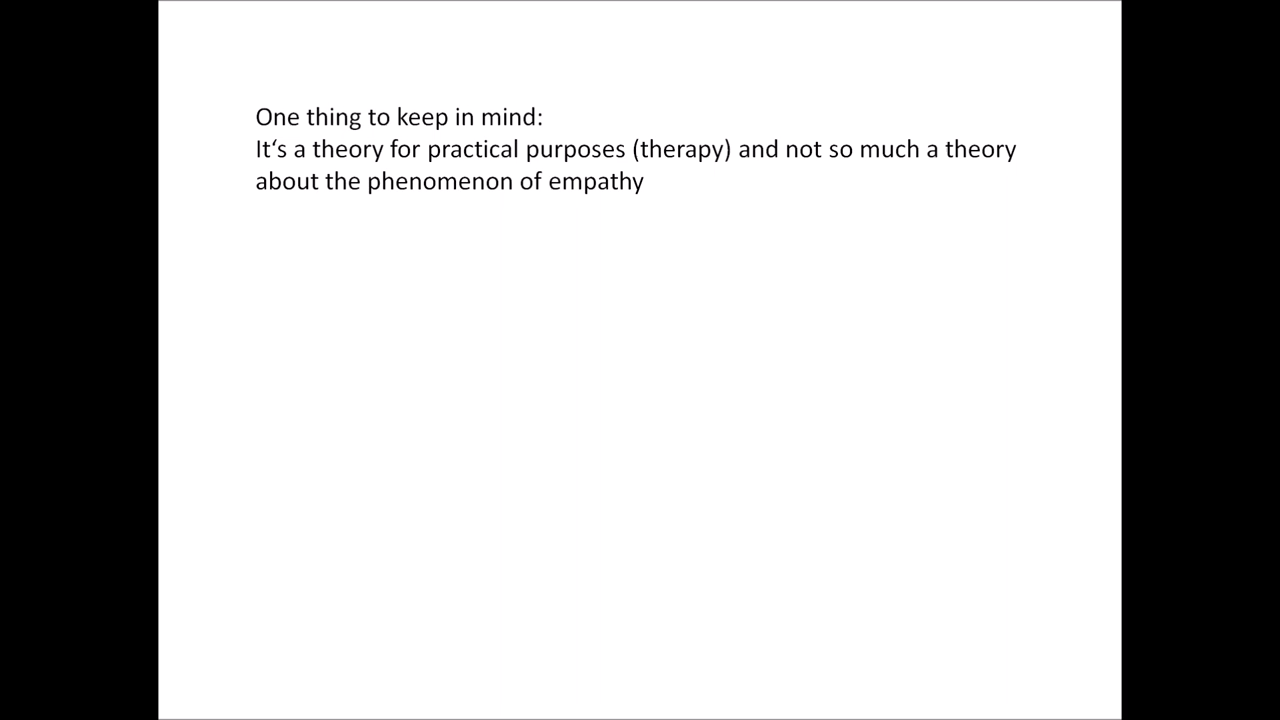 One thing to keep in mind:
It‘s a theory for practical purposes (therapy) and not so much a theory
about the phenomenon of empathy